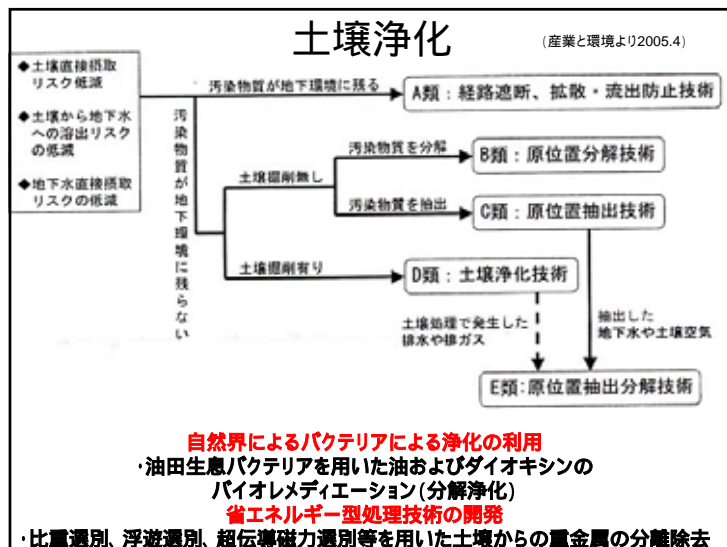 土壌浄化
(産業と環境より2005.4)
◆土壌直接摂取
リスク低減
◆土壌から地下水
への溶出リスク
の低減
◆地下水直接摂取
リスクの低減
汚染物質が地下環境に残る
A類：経路遮断、拡散・流出防止技術
汚染物質が地下環境に残らない
土壌掘削無し
汚染物質を分解
B類：原位置分解技術
汚染物質を抽出
C類：原位置抽出技術
土壌掘削有り
D類：土壌浄化技術
土壌処理で発生した
排水や排ガス
抽出した
地下水や土壌空気
E類:原位置抽出分解技術
自然界によるバクテリアによる浄化の利用
・油田生息バクテリアを用いた油およびダイオキシンの
バイオレメディエーション(分解浄化)
省エネルギー型処理技術の開発
・比重選別、浮遊選別、超伝導磁力選別等を用いた土壌からの重金属の分離除去